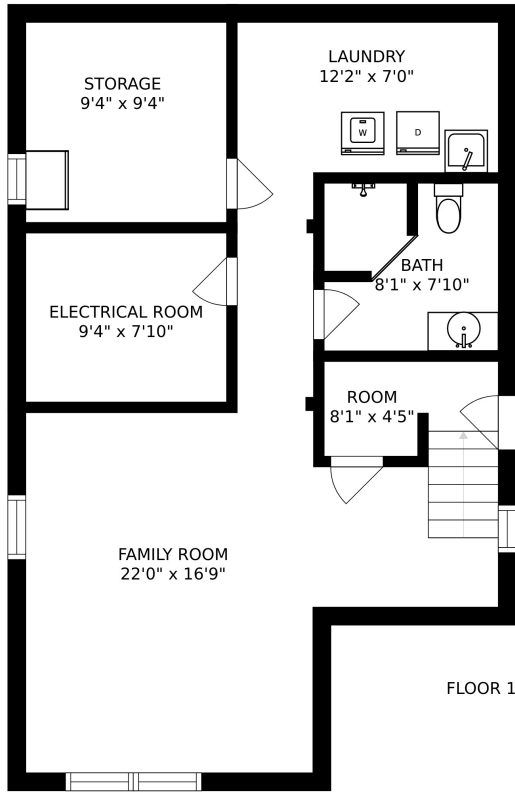 LAUNDRY
12'2" x 7'0"
STORAGE
9'4" x 9'4"
W
D
BATH
8'1" x 7'10"
ELECTRICAL ROOM
9'4" x 7'10"
ROOM
8'1" x 4'5"
FAMILY ROOM
22'0" x 16'9"
FLOOR 1